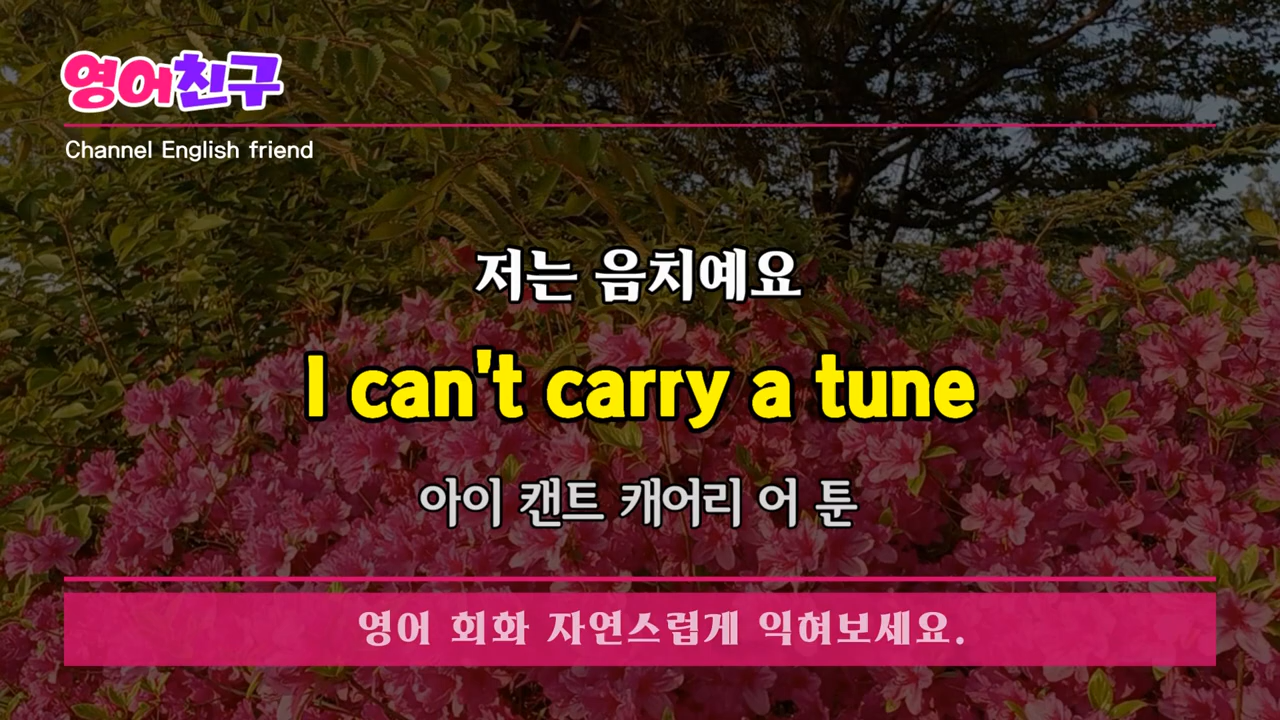 영어친구
Channel English friend
저는 음치예요
I can't carry a tune
아이 캔트 캐어리 어 툰
영어 회화 자연스럽게 익혀보세요.